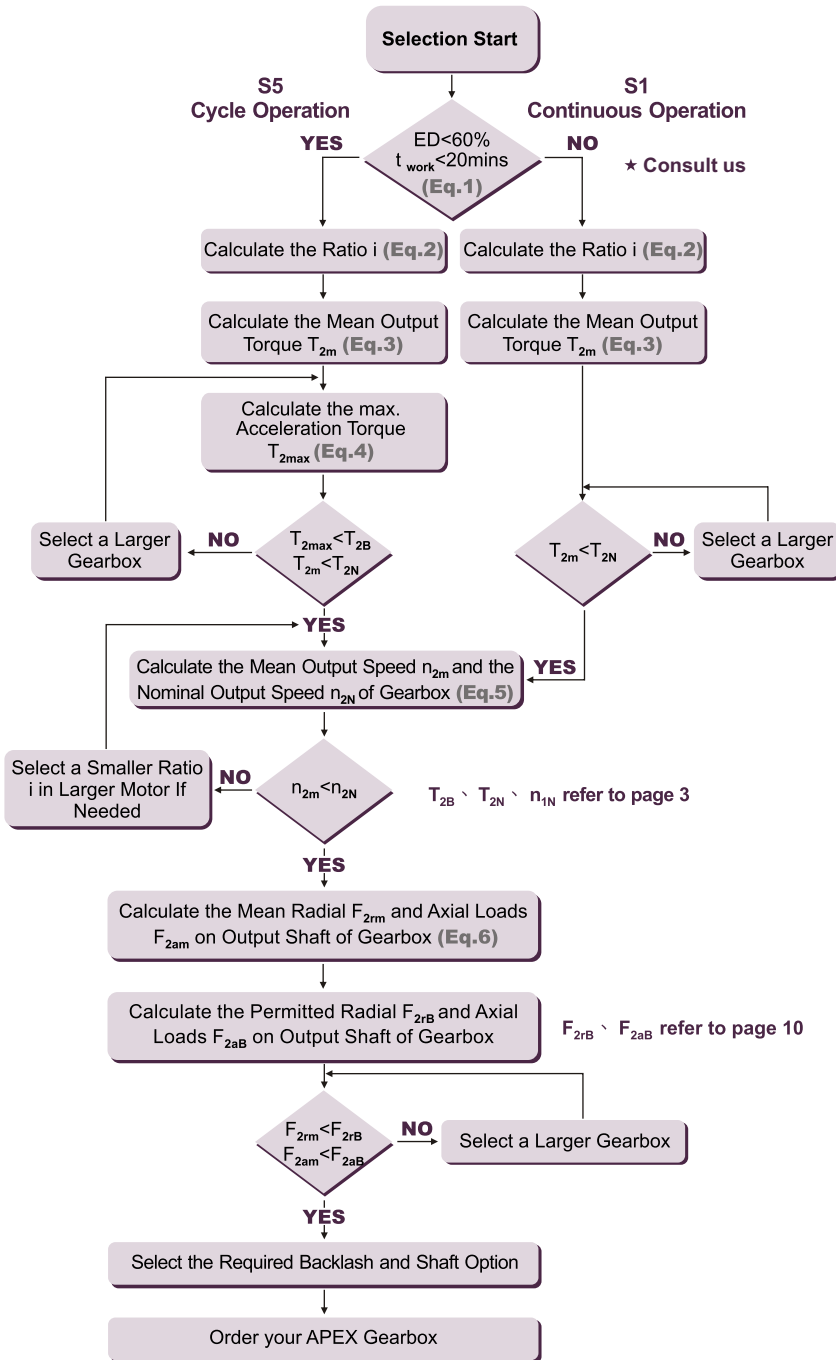 Selection Start
S5
Cycle Operation
S1
Continuous Operation
YES
ED<60%
t work<20mins
(Eq.1)
NO
★ Consult us
Calculate the Ratio i (Eq.2)
Calculate the Ratio i (Eq.2)
Calculate the Mean Output
Torque T2m (Eq.3)
Calculate the Mean Output
Torque T2m (Eq.3)
Calculate the max.
Acceleration Torque
T2max (Eq.4)
Select a Larger
Gearbox
NO
T2max<T2B
T2m<T2N
T2m<T2N
NO
Select a Larger
Gearbox
YES
YES
Calculate the Mean Output Speed n2m and the
Nominal Output Speed n2N of Gearbox (Eq.5)
Select a Smaller Ratio
i in Larger Motor If
Needed
NO
n2m<n2N
T2B、 T2N、 n1N refer to page 3
YES
Calculate the Mean Radial F2rm and Axial Loads
F2am on Output Shaft of Gearbox (Eq.6)
Calculate the Permitted Radial F2rB and Axial
Loads F2aB on Output Shaft of Gearbox
F2rB、 F2aB refer to page 10
F2rm<F2rB
F2am<F2aB
NO
Select a Larger Gearbox
YES
Select the Required Backlash and Shaft Option
Order your APEX Gearbox